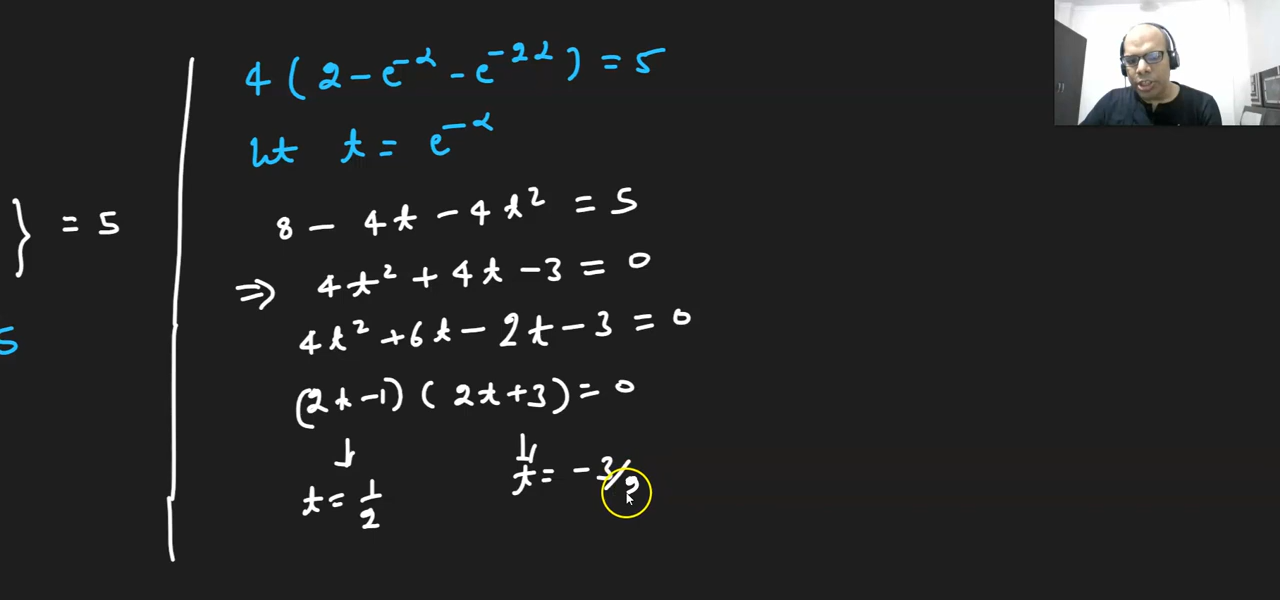 4 ( 2 - e^{-α} - e^{-2α} ) = 5
let t = e^{-α}
8 - 4t - 4t² = 5
} = 5
⇒ 4t² + 4t - 3 = 0
4t² + 6t - 2t - 3 = 0
5
(2t - 1) ( 2t + 3 ) = 0
↓ ↓
t = 1/2 t = - 3/2